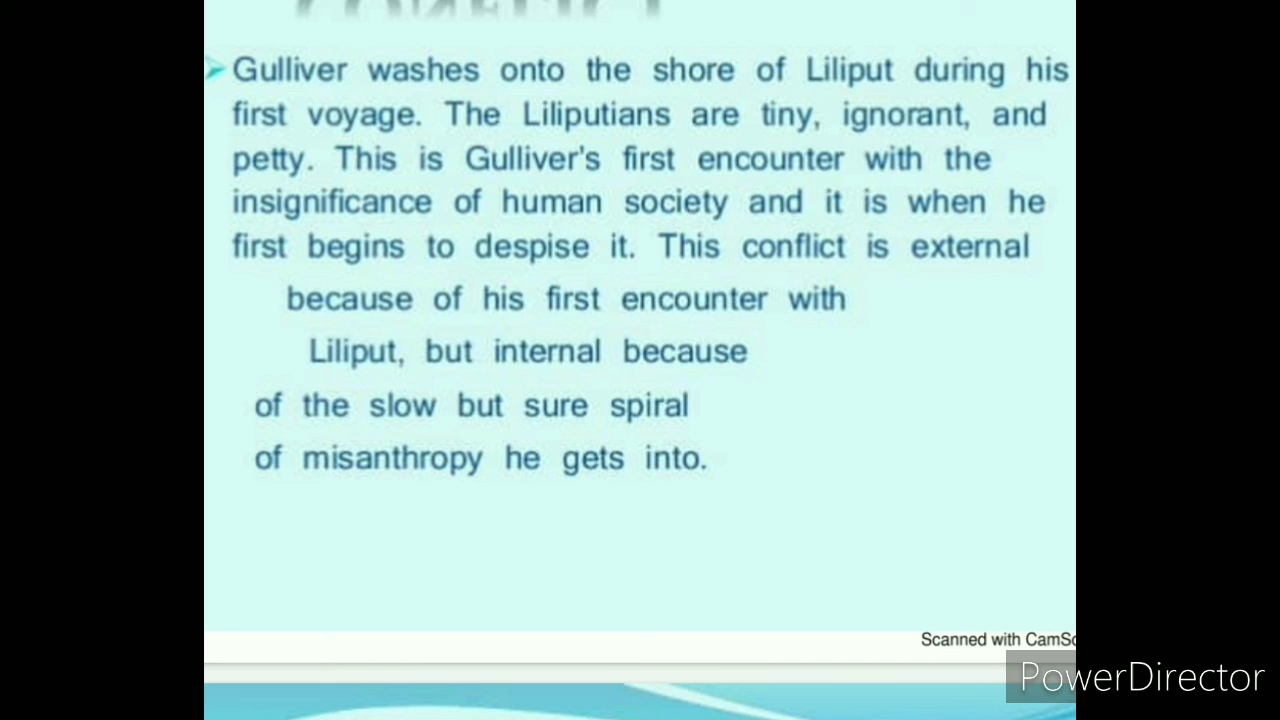 Gulliver washes onto the shore of Liliput during his
first voyage. The Liliputians are tiny, ignorant, and
petty. This is Gulliver's first encounter with the
insignificance of human society and it is when he
first begins to despise it. This conflict is external
because of his first encounter with
Liliput, but internal because
of the slow but sure spiral
of misanthropy he gets into.
Scanned with CamSc
PowerDirector